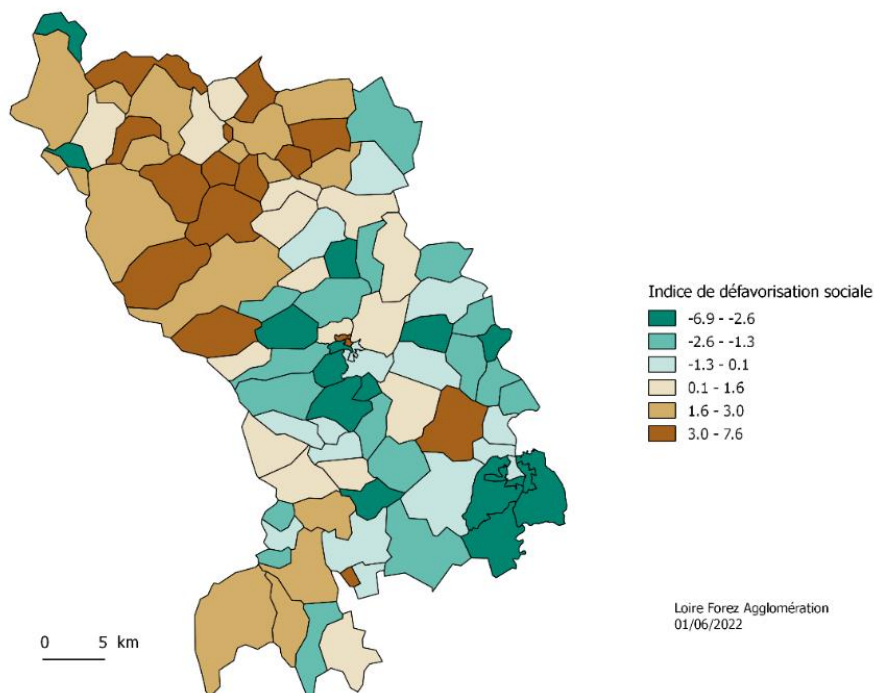 Indice de défavorisation sociale
-6.9 - -2.6
-2.6 - -1.3
-1.3 - 0.1
0.1 - 1.6
1.6 - 3.0
3.0 - 7.6
Loire Forez Agglomération
01/06/2022
0 5 km